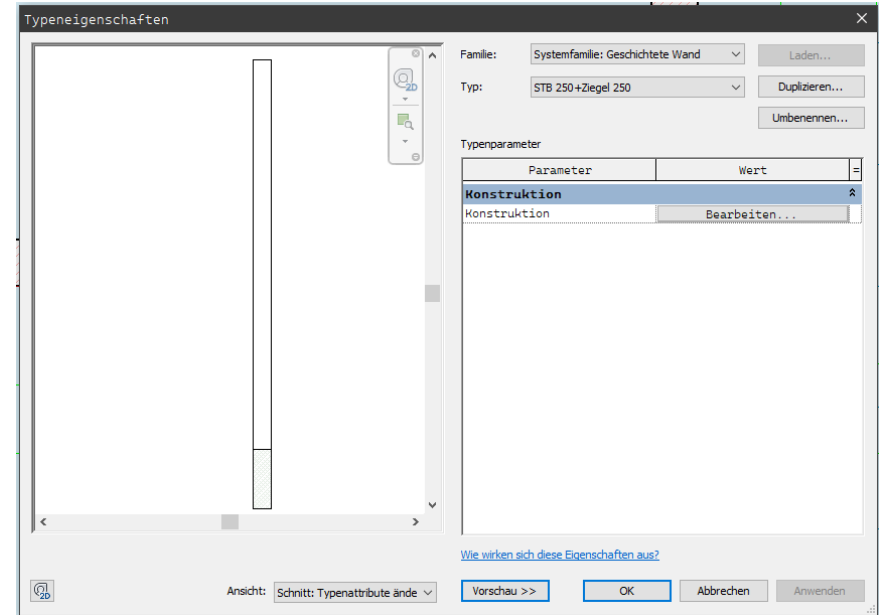 Typeneigenschaften
2D
Familie: Systemfamilie: Geschichtete Wand Laden...
Typ: STB 250+Ziegel 250 Duplizieren...
Umbenennen...
Typenparameter
Parameter Wert =
Konstruktion
Konstruktion Bearbeiten...
Wie wirken sich diese Eigenschaften aus?
2D Ansicht: Schnitt: Typenattribute ände Vorschau >> OK Abbrechen Anwenden